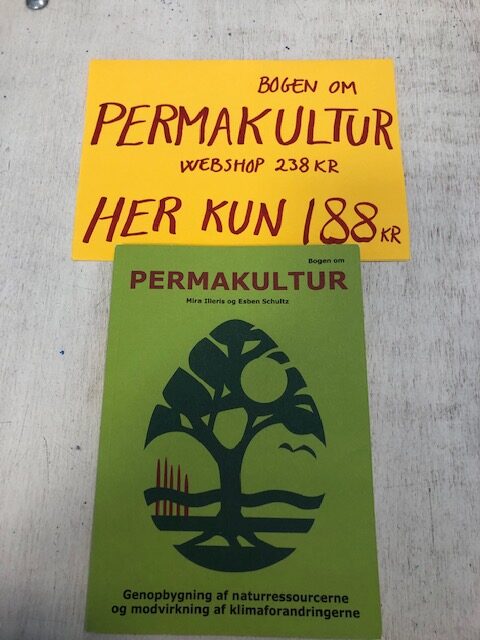 BOGEN OM
PERMAKULTUR
WEBSHOP 238 KR
HER KUN 188 KR
Bogen om
PERMAKULTUR
Mira Illeris og Esben Schultz
Genopbygning af naturressourcerne
og modvirkning af klimaforandringerne